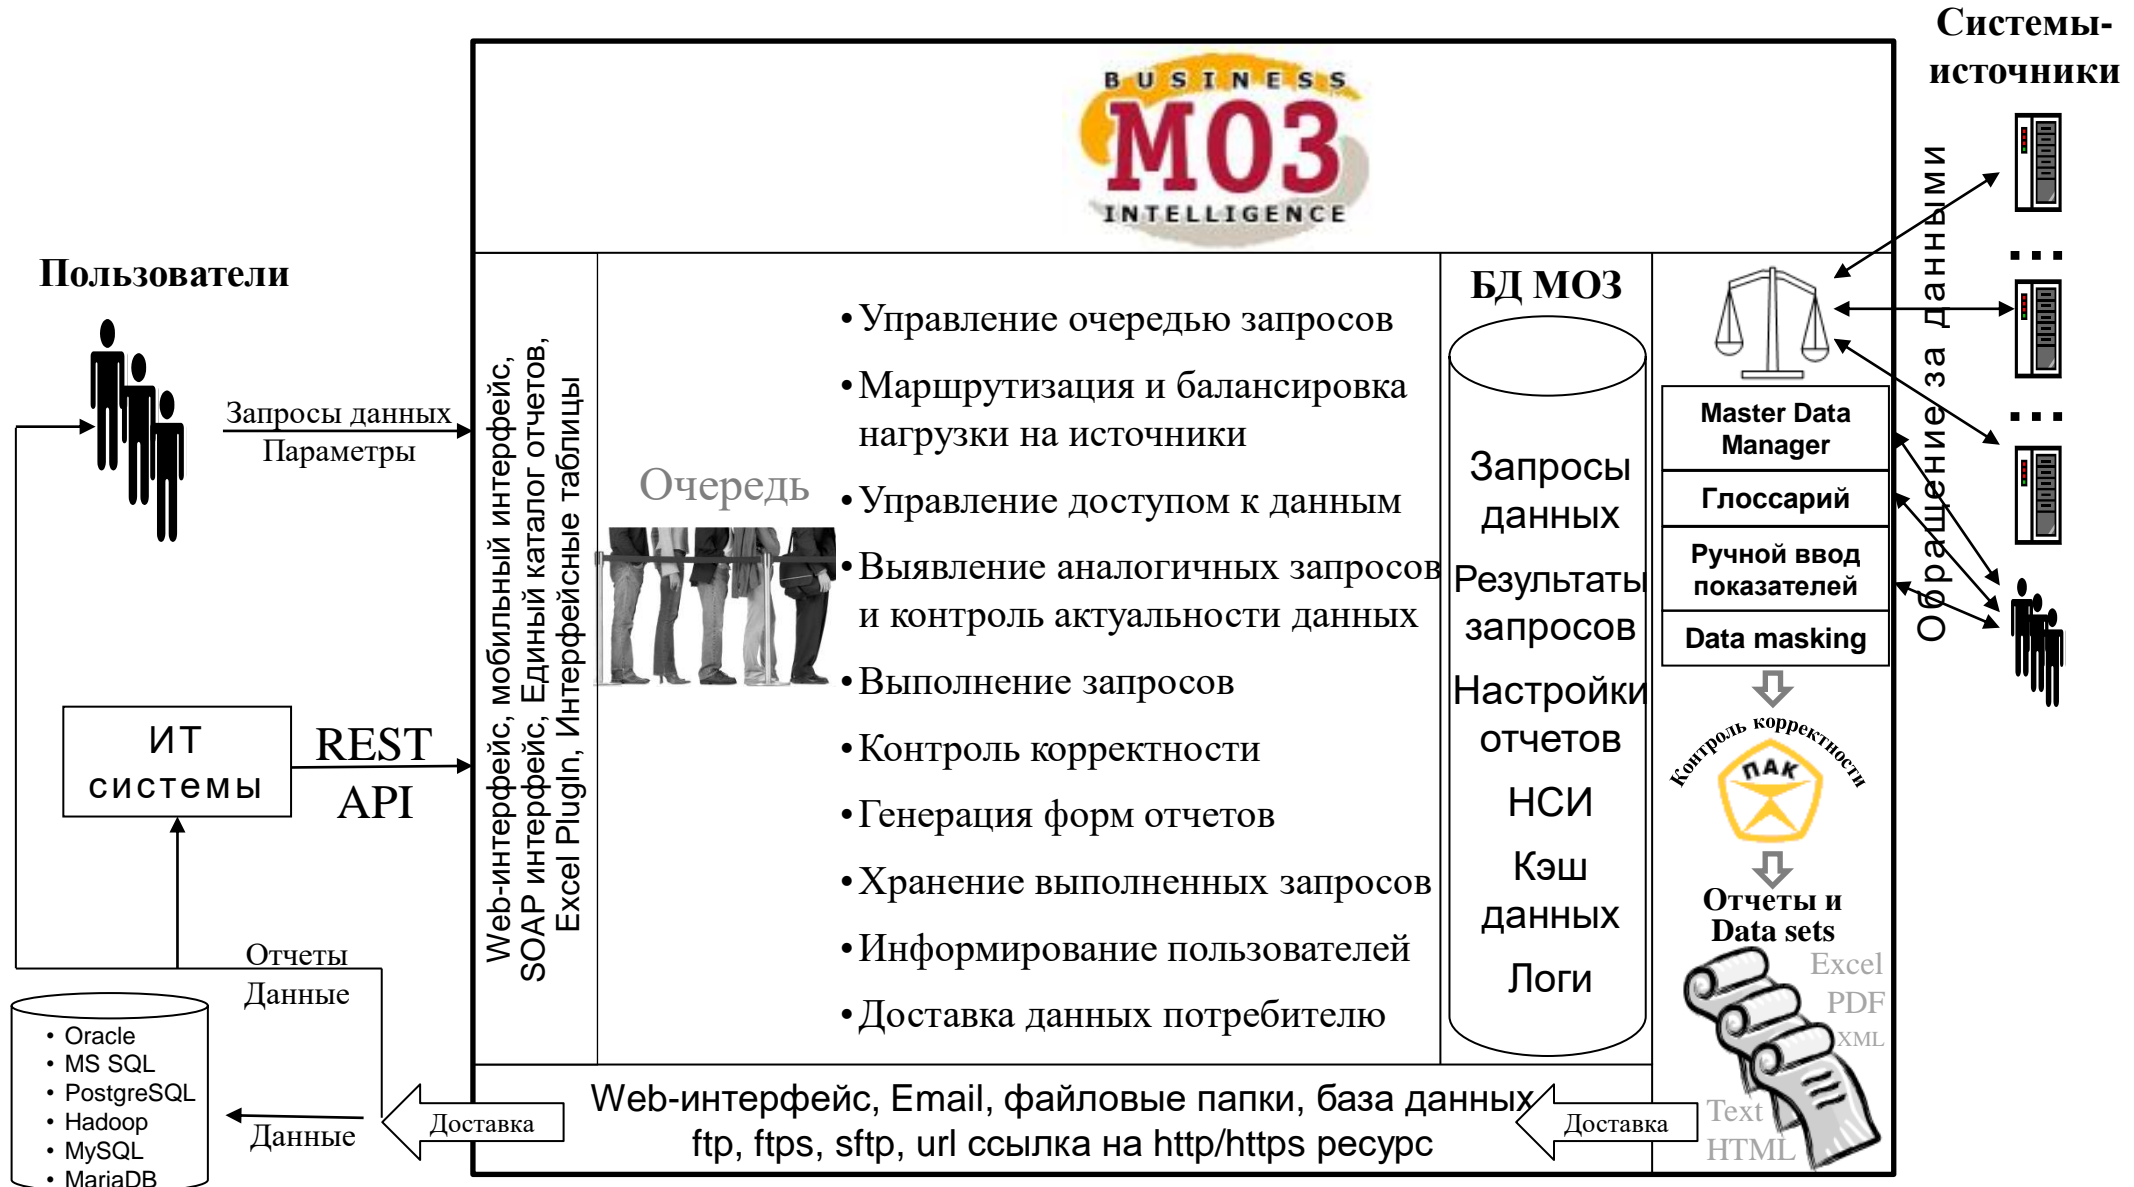 Системы-
источники
BUSINESS
МОЗ
INTELLIGENCE
Пользователи
Запросы данных
Параметры
ИТ
системы
REST
API
Отчеты
Данные
• Oracle
• MS SQL
• PostgreSQL
• Hadoop
• MySQL
• MariaDB
Данные
Доставка
Web-интерфейс, мобильный интерфейс,
SOAP интерфейс, Единый каталог отчетов,
Excel PlugIn, Интерфейсные таблицы
Очередь
• Управление очередью запросов
• Маршрутизация и балансировка
нагрузки на источники
• Управление доступом к данным
• Выявление аналогичных запросов
и контроль актуальности данных
• Выполнение запросов
• Контроль корректности
• Генерация форм отчетов
• Хранение выполненных запросов
• Информирование пользователей
• Доставка данных потребителю
БД МОЗ
Запросы
данных
Результаты
запросов
Настройки
отчетов
НСИ
Кэш
данных
Логи
Master Data
Manager
Глоссарий
Ручной ввод
показателей
Data masking
Контроль корректности
ПАК
Отчеты и
Data sets
Excel
PDF
XML
Text
HTML
Доставка
Web-интерфейс, Email, файловые папки, база данных
ftp, ftps, sftp, url ссылка на http/https ресурс
Обращение за данными